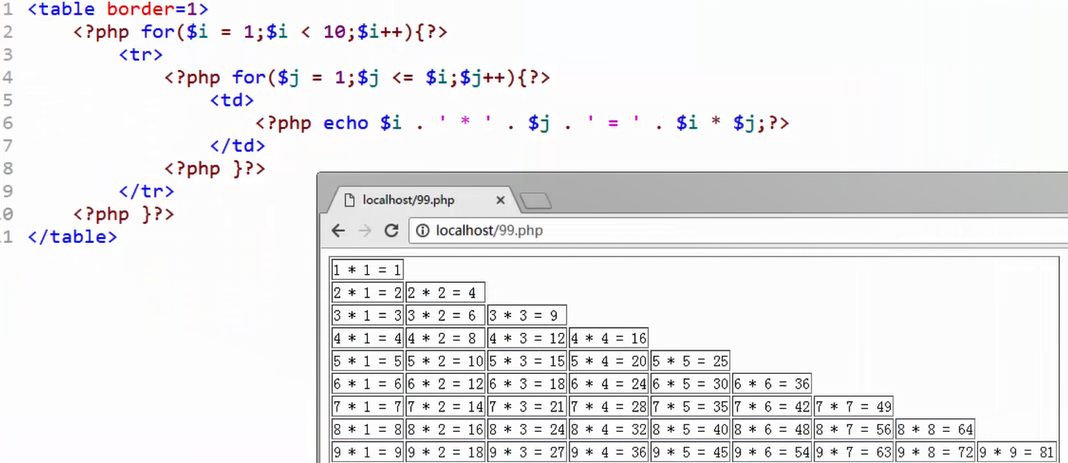 1 <table border=1>
2 <?php for($i = 1;$i < 10;$i++){?>
3 <tr>
4 <?php for($j = 1;$j <= $i;$j++){?>
5 <td>
6 <?php echo $i . ' * ' . $j . ' = ' . $i * $j;?>
7 </td>
8 <?php }?>
9 </tr>
10 <?php }?>
11 </table>
localhost/99.php
localhost/99.php
1 * 1 = 1
2 * 1 = 2 2 * 2 = 4
3 * 1 = 3 3 * 2 = 6 3 * 3 = 9
4 * 1 = 4 4 * 2 = 8 4 * 3 = 12 4 * 4 = 16
5 * 1 = 5 5 * 2 = 10 5 * 3 = 15 5 * 4 = 20 5 * 5 = 25
6 * 1 = 6 6 * 2 = 12 6 * 3 = 18 6 * 4 = 24 6 * 5 = 30 6 * 6 = 36
7 * 1 = 7 7 * 2 = 14 7 * 3 = 21 7 * 4 = 28 7 * 5 = 35 7 * 6 = 42 7 * 7 = 49
8 * 1 = 8 8 * 2 = 16 8 * 3 = 24 8 * 4 = 32 8 * 5 = 40 8 * 6 = 48 8 * 7 = 56 8 * 8 = 64
9 * 1 = 9 9 * 2 = 18 9 * 3 = 27 9 * 4 = 36 9 * 5 = 45 9 * 6 = 54 9 * 7 = 63 9 * 8 = 72 9 * 9 = 81